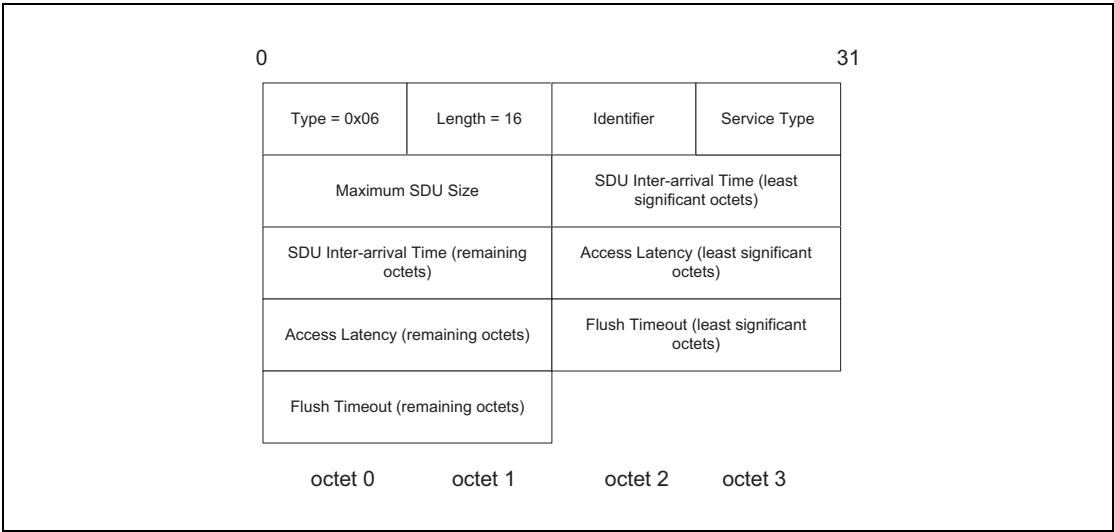 0 31
Type = 0x06 Length = 16 Identifier Service Type
Maximum SDU Size
SDU Inter-arrival Time (least
significant octets)
SDU Inter-arrival Time (remaining
octets)
Access Latency (least significant
octets)
Access Latency (remaining octets)
Flush Timeout (least significant
octets)
Flush Timeout (remaining octets)
octet 0 octet 1 octet 2 octet 3